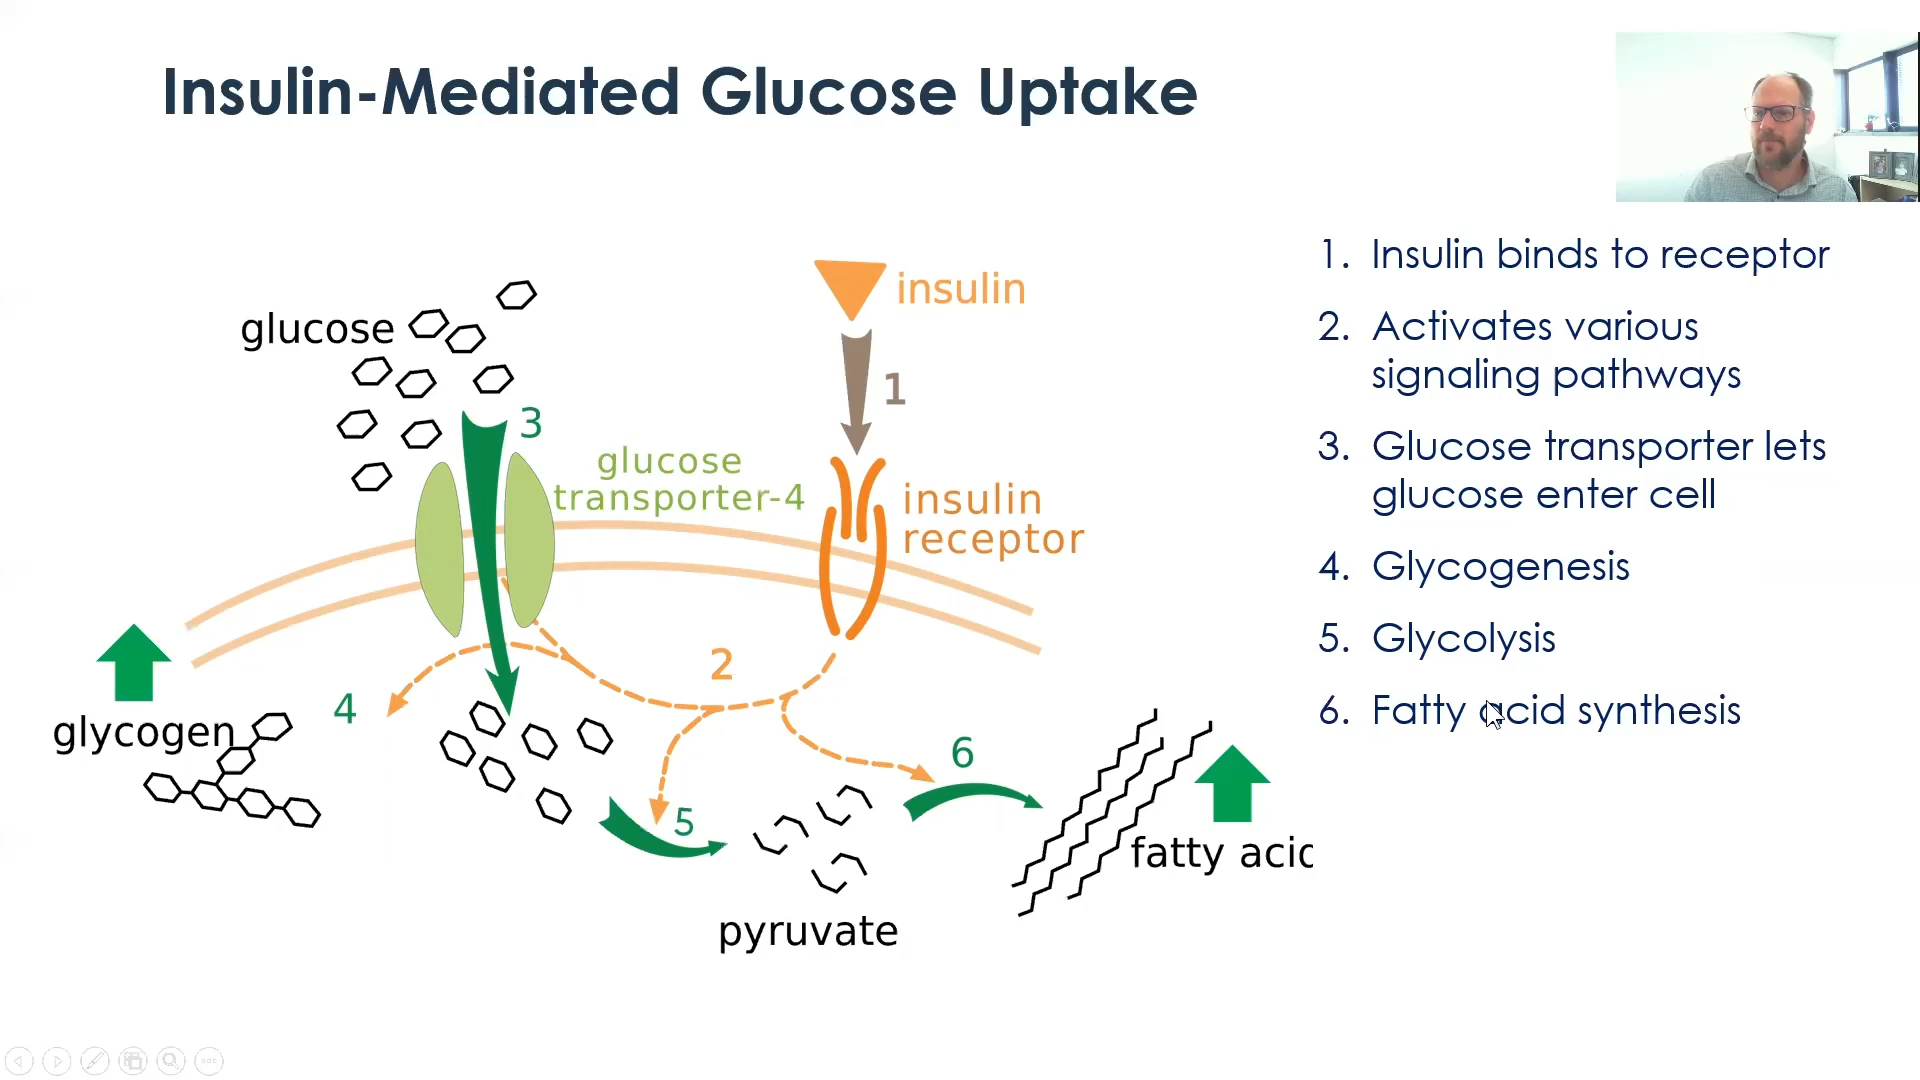 Insulin-Mediated Glucose Uptake
glucose
insulin
1
3
glucose
transporter-4
insulin
receptor
2
4
glycogen
5
6
pyruvate
fatty acid
1. Insulin binds to receptor
2. Activates various
signaling pathways
3. Glucose transporter lets
glucose enter cell
4. Glycogenesis
5. Glycolysis
6. Fatty acid synthesis